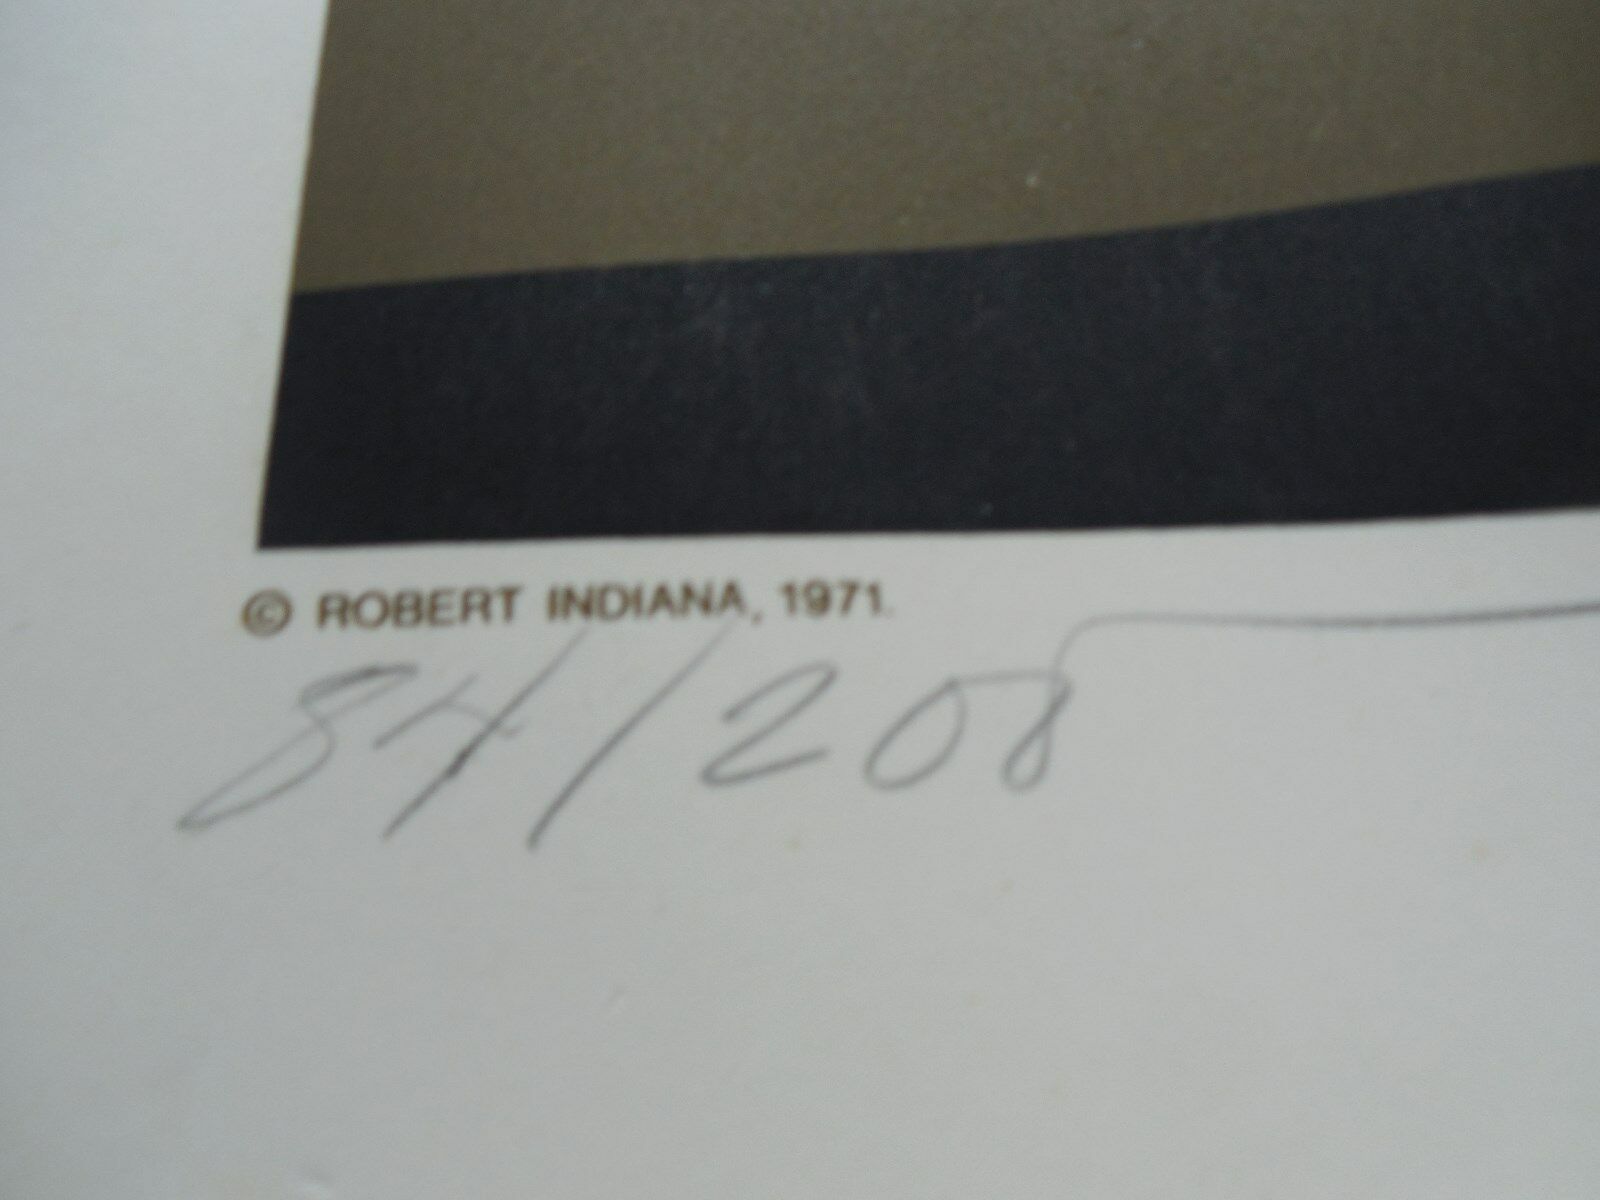 © ROBERT INDIANA, 1971.
84/208